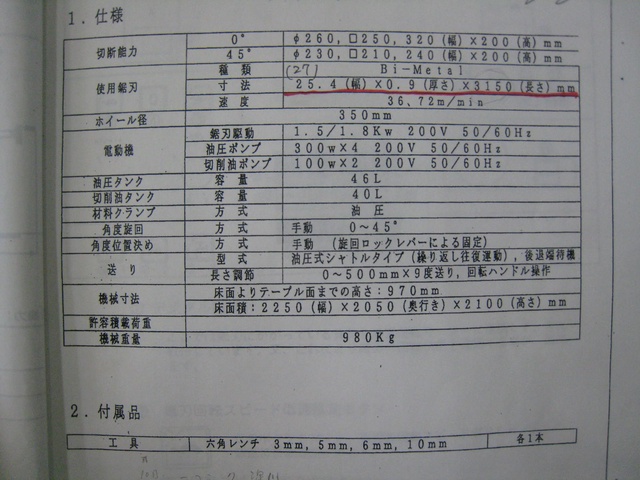 1．仕様
切断能力 0° φ260，□250，320（幅）×200（高）mm
45° φ230，□210，240（幅）×200（高）mm
使用鋸刃 種類 Bi-Metal
(27)
寸法 25.4（幅）×0.9（厚さ）×3150（長さ）mm
速度 36，72m/min
ホイール径 350mm
電動機 鋸刃駆動 1.5/1.8Kw 200V 50/60Hz
油圧ポンプ 300w×4 200V 50/60Hz
切削油ポンプ 100w×2 200V 50/60Hz
油圧タンク 容量 46L
切削油タンク 容量 40L
材料クランプ 方式 油圧
角度旋回 方式 手動 0～45°
角度位置決め 方式 手動 （旋回ロックレバーによる固定）
送り 型式 油圧式シャトルタイプ（繰り返し往復運動），後退端待機
長さ調節 0～500mm×9度送り，回転ハンドル操作
機械寸法 床面よりテーブル面までの高さ：970mm
床面積：2250（幅）×2050（奥行き）×2100（高さ）mm
許容積載荷重
機械重量 980Kg
2．付属品
工具 六角レンチ 3mm，5mm，6mm，10mm 各1本